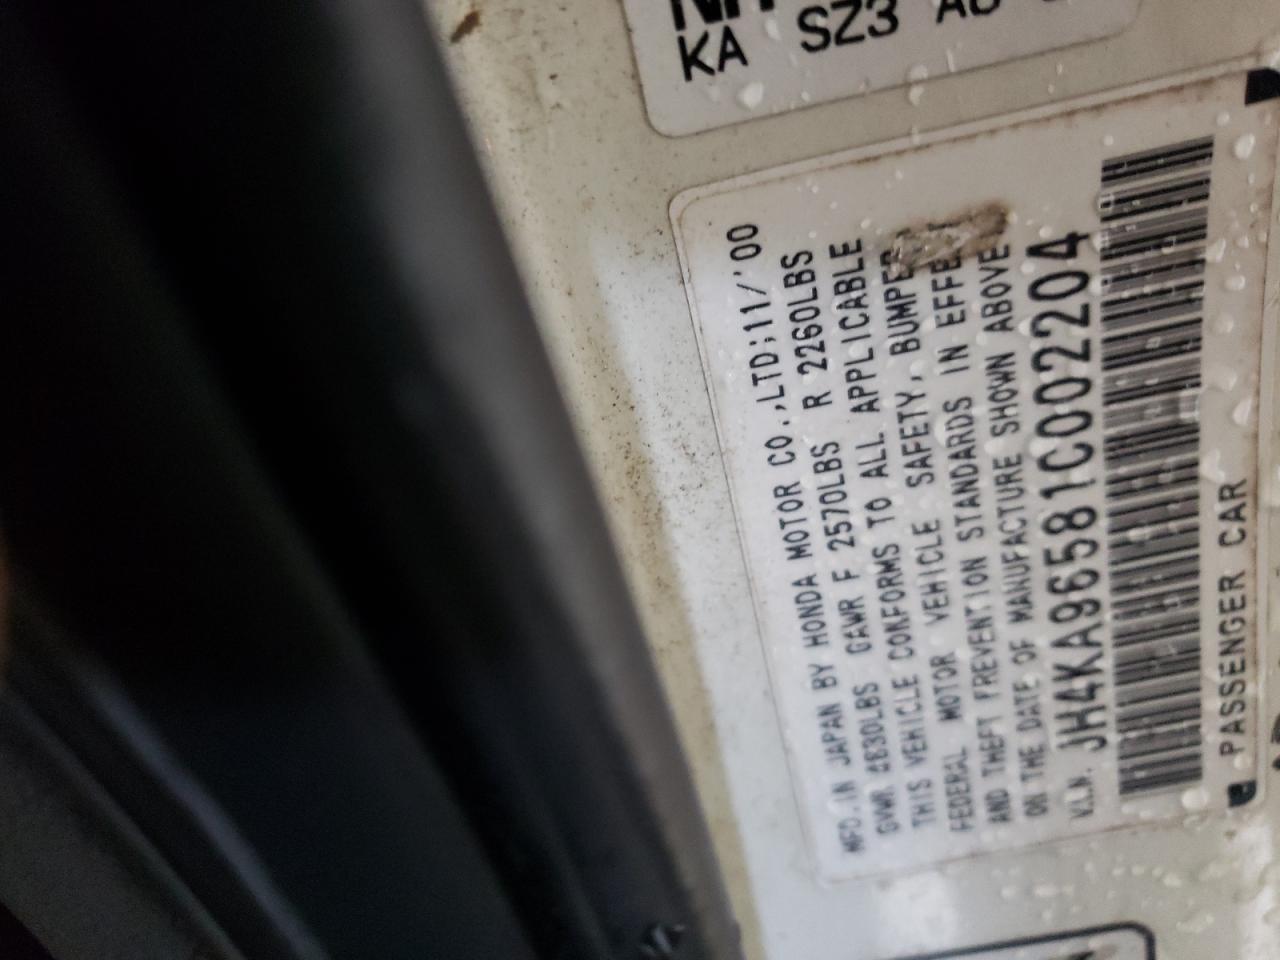 KA SZ3
MFD.IN JAPAN BY HONDA MOTOR CO.,LTD;11/'00
GVWR 4830LBS GAWR F 2570LBS R 2260LBS
THIS VEHICLE CONFORMS TO ALL APPLICABLE
FEDERAL MOTOR VEHICLE SAFETY, BUMPER
AND THEFT PREVENTION STANDARDS IN EFFECT
ON THE DATE OF MANUFACTURE SHOWN ABOVE
V.I.N. JH4KA96581C002204
PASSENGER CAR